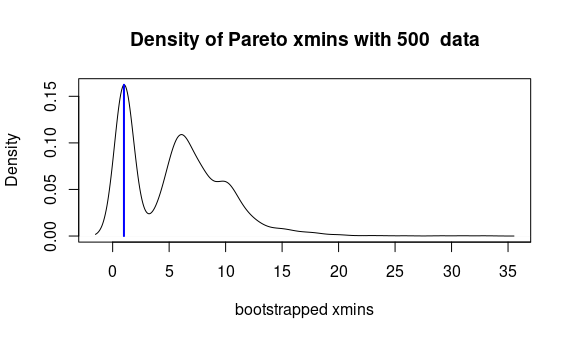 Density of Pareto xmins with 500  data
Density
0.15
0.10
0.05
0.00
0 5 10 15 20 25 30 35
bootstrapped xmins